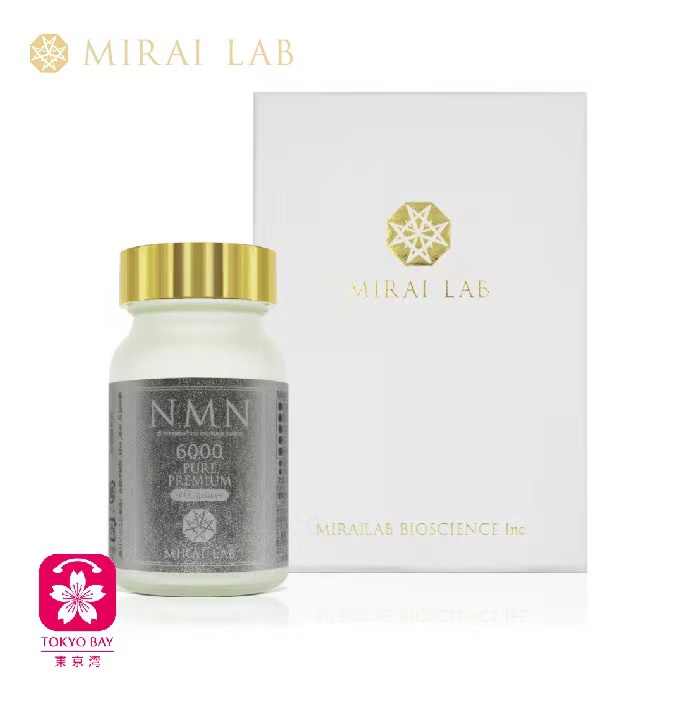 MIRAI LAB
MIRAI LAB
NMN
6000
PURE
PREMIUM
MIRAI LAB
MIRAILAB BIOSCIENCE Inc
TOKYO BAY
東京湾